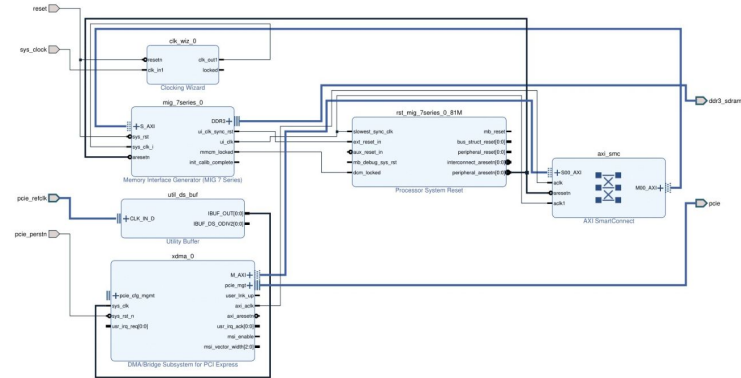 reset
sys_clock
clk_wiz_0
resetn
clk_in1
clk_out1
locked
Clocking Wizard
mig_7series_0
S_AXI
sys_rst
sys_clk_i
aresetn
DDR3
ui_clk_sync_rst
ui_clk
mmcm_locked
init_calib_complete
Memory Interface Generator (MIG 7 Series)
rst_mig_7series_0_81M
slowest_sync_clk
ext_reset_in
aux_reset_in
mb_debug_sys_rst
dcm_locked
mb_reset
bus_struct_reset[0:0]
peripheral_reset[0:0]
interconnect_aresetn[0:0]
peripheral_aresetn[0:0]
Processor System Reset
axi_smc
S00_AXI
aclk
aresetn
aclk1
M00_AXI
AXI SmartConnect
ddr3_sdram
pcie
pcie_refclk
util_ds_buf
CLK_IN_D
IBUF_OUT[0:0]
IBUF_DS_ODIV2[0:0]
Utility Buffer
pcie_perstn
xdma_0
pcie_cfg_mgmt
sys_clk
sys_rst_n
usr_irq_req[0:0]
M_AXI
pcie_mgt
user_lnk_up
axi_aclk
axi_aresetn
usr_irq_ack[0:0]
msi_enable
msi_vector_width[2:0]
DMA/Bridge Subsystem for PCI Express